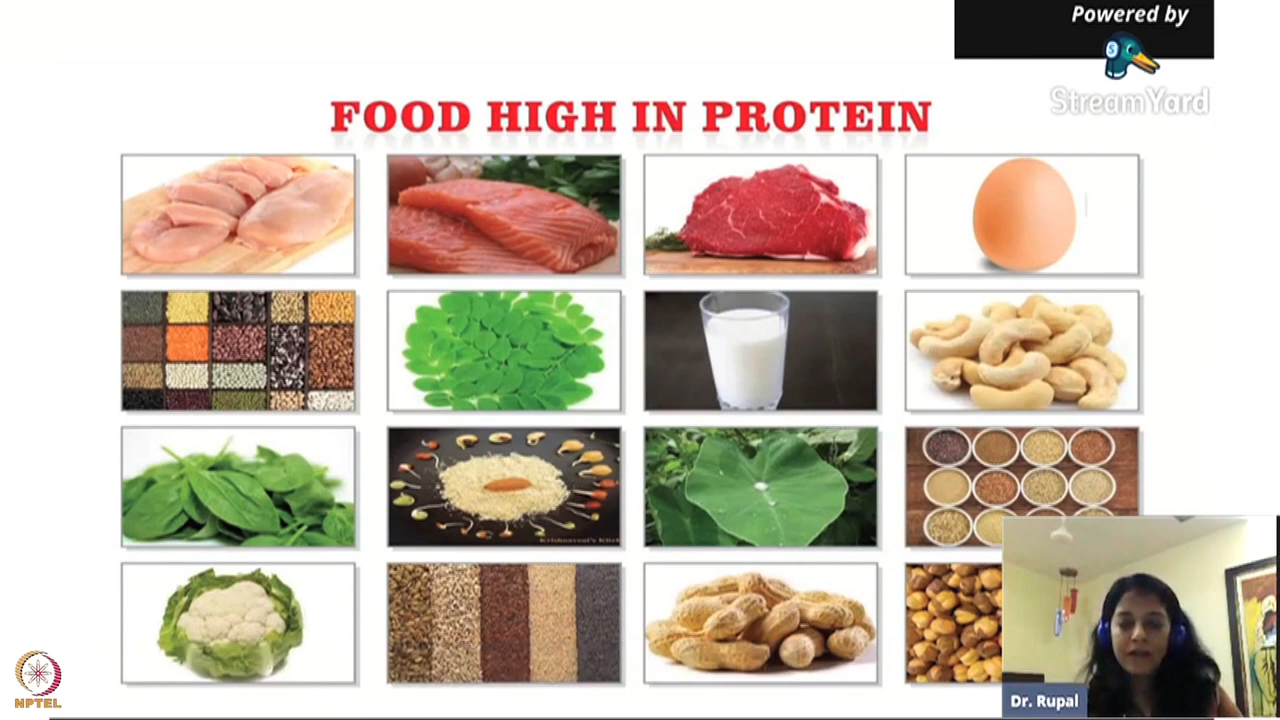 Powered by
StreamYard
FOOD HIGH IN PROTEIN
NPTEL
Dr. Rupal